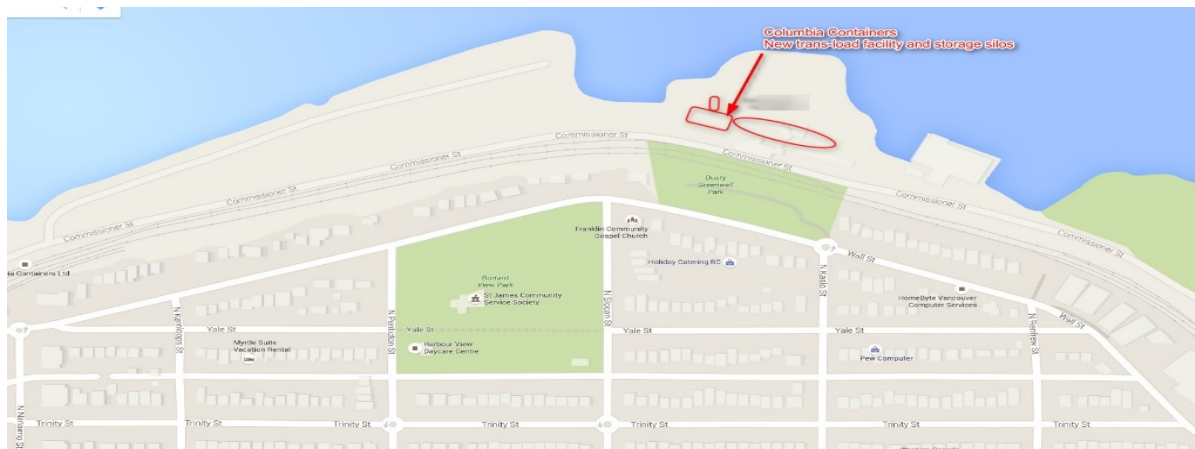 Columbia Containers
New trans-load facility and storage silos
Commissioner St
Commissioner St
Commissioner St
Commissioner St
Commissioner St
Commissioner St
Commissioner St
Commissioner St
Dusty
Greenwell
Park
Franklin Community
Gospel Church
Holiday Catering BC
Wall St
N Kaslo St
ia Containers Ltd
Burrard
View Park
St James Community
Service Society
HomeByte Vancouver
Computer Services
N Kamloops St
N Penticton St
N Slocan St
N Renfrew St
Wall St
Yale St
Yale St
Yale St
Myrtle Suite
Vacation Rental
Harbour View
Daycare Centre
Pew Computer
N Nanaimo St
Trinity St
Trinity St
Trinity St
Trinity St
Trinity St
Trinity St